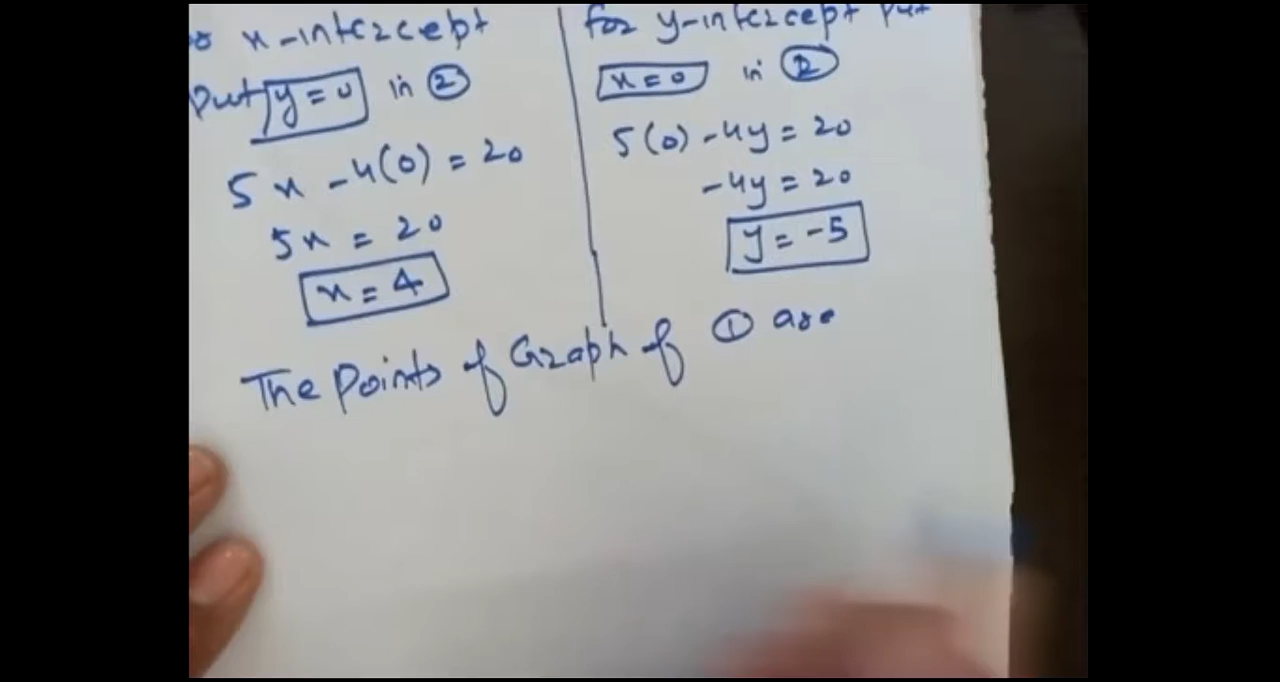 x-intercept
Put y = 0 in ②
5x - 4(0) = 20
5x = 20
x = 4
for y-intercept put
x = 0 in ②
5(0) - 4y = 20
-4y = 20
y = -5
The Points of Graph of ① are